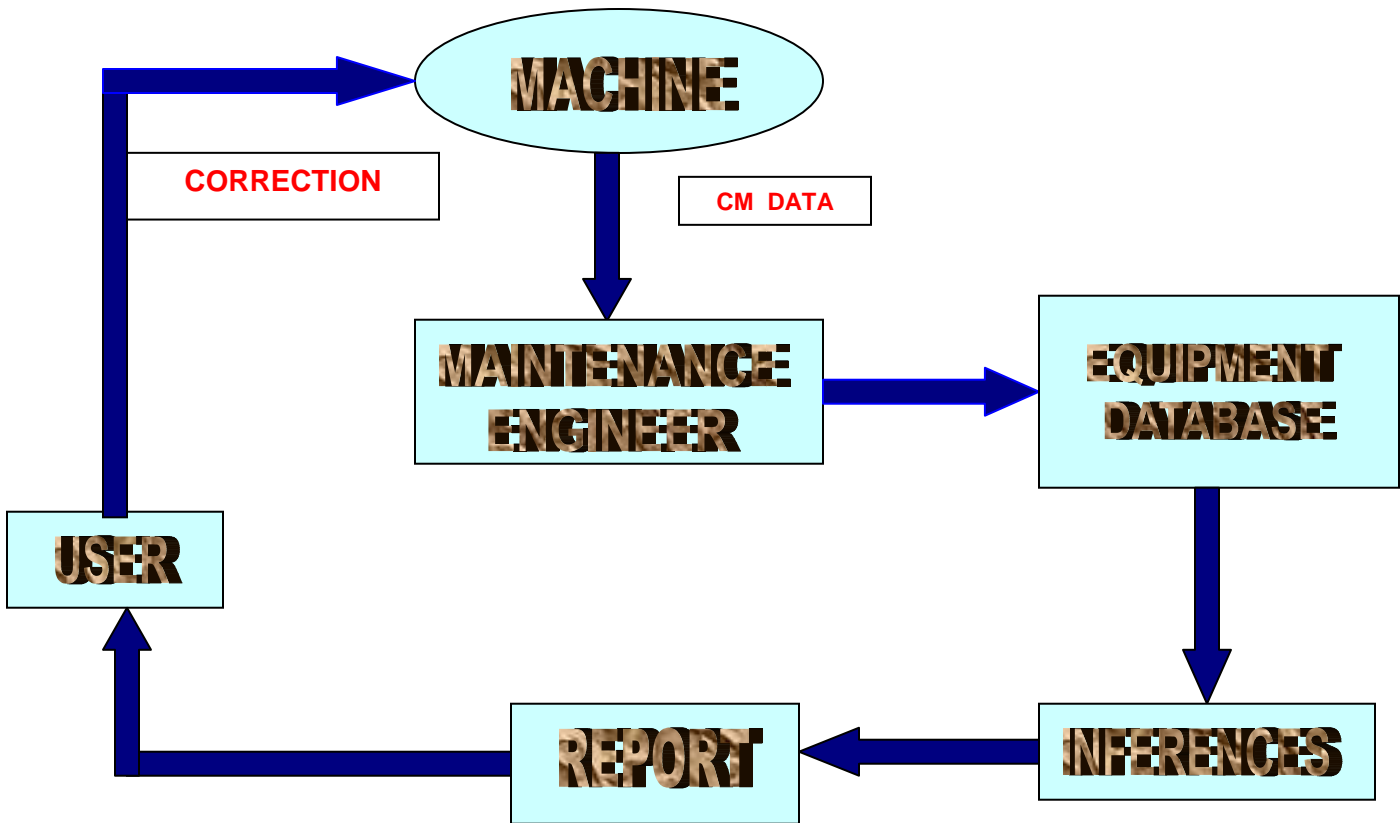 MACHINE
CORRECTION
CM DATA
MAINTENANCE
ENGINEER
EQUIPMENT
DATABASE
USER
REPORT
INFERENCES